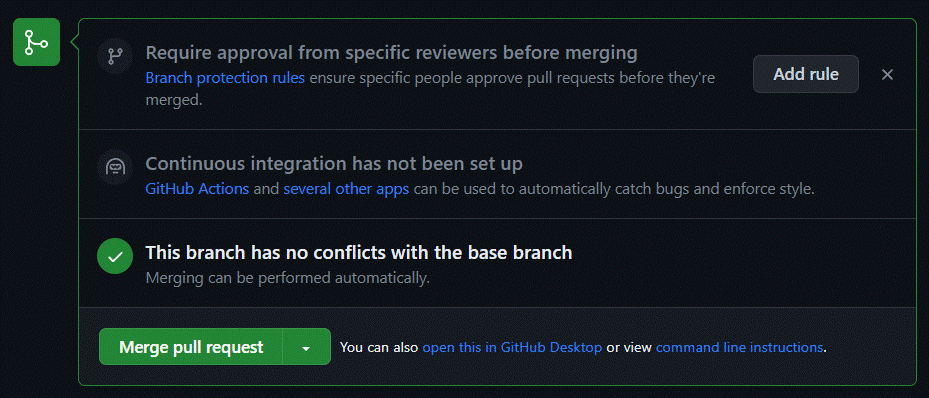 Require approval from specific reviewers before merging
Branch protection rules ensure specific people approve pull requests before they're
merged.
Add rule
Continuous integration has not been set up
GitHub Actions and several other apps can be used to automatically catch bugs and enforce style.
This branch has no conflicts with the base branch
Merging can be performed automatically.
Merge pull request
You can also open this in GitHub Desktop or view command line instructions.